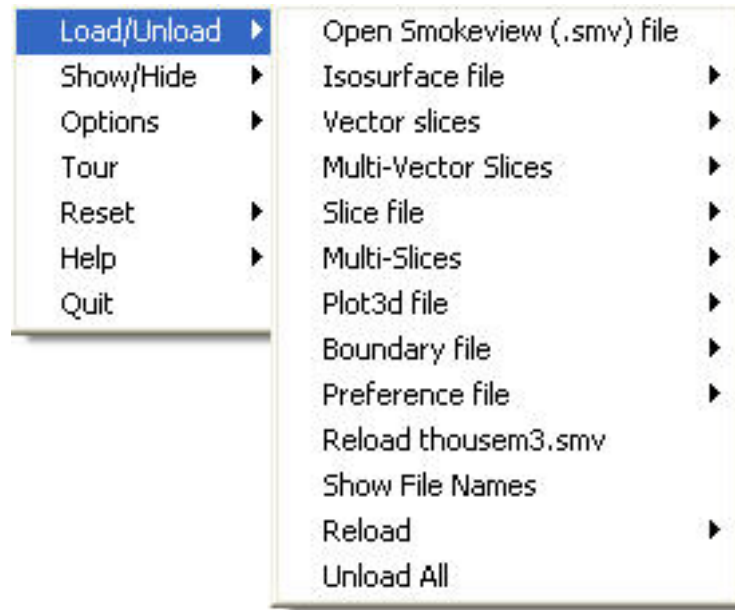 Load/Unload
Show/Hide
Options
Tour
Reset
Help
Quit
Open Smokeview (.smv) file
Isosurface file
Vector slices
Multi-Vector Slices
Slice file
Multi-Slices
Plot3d file
Boundary file
Preference file
Reload thousem3.smv
Show File Names
Reload
Unload All